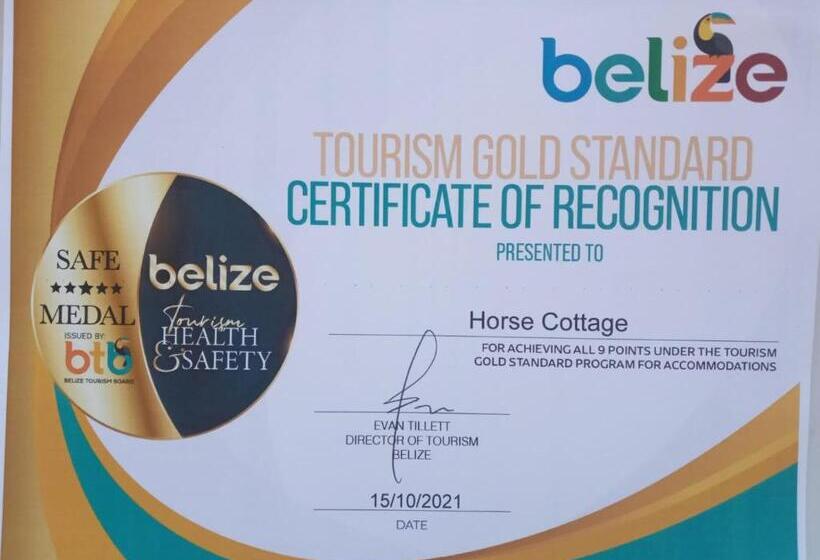 belize
TOURISM GOLD STANDARD
CERTIFICATE OF RECOGNITION
PRESENTED TO
Horse Cottage
FOR ACHIEVING ALL 9 POINTS UNDER THE TOURISM
GOLD STANDARD PROGRAM FOR ACCOMMODATIONS
SAFE
MEDAL
ISSUED BY:
btb
BELIZE TOURISM BOARD
belize
tourism
HEALTH
&SAFETY
EVAN TILLETT
DIRECTOR OF TOURISM
BELIZE
15/10/2021
DATE